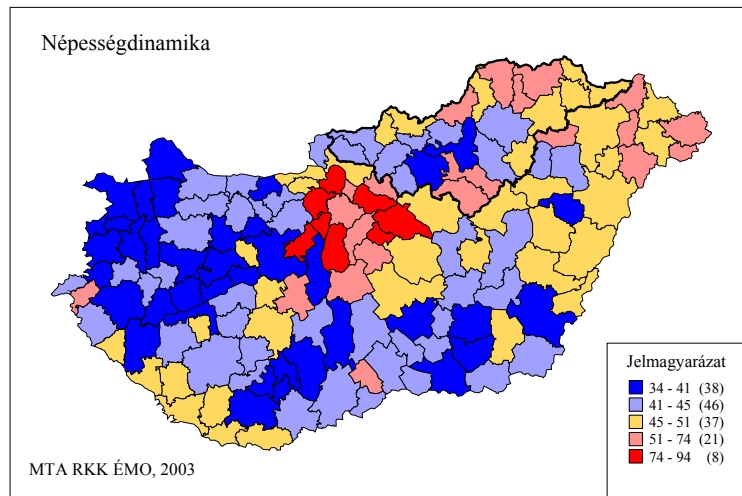 Népességdinamika
Jelmagyarázat
34 - 41 (38)
41 - 45 (46)
45 - 51 (37)
51 - 74 (21)
74 - 94 (8)
MTA RKK ÉMO, 2003